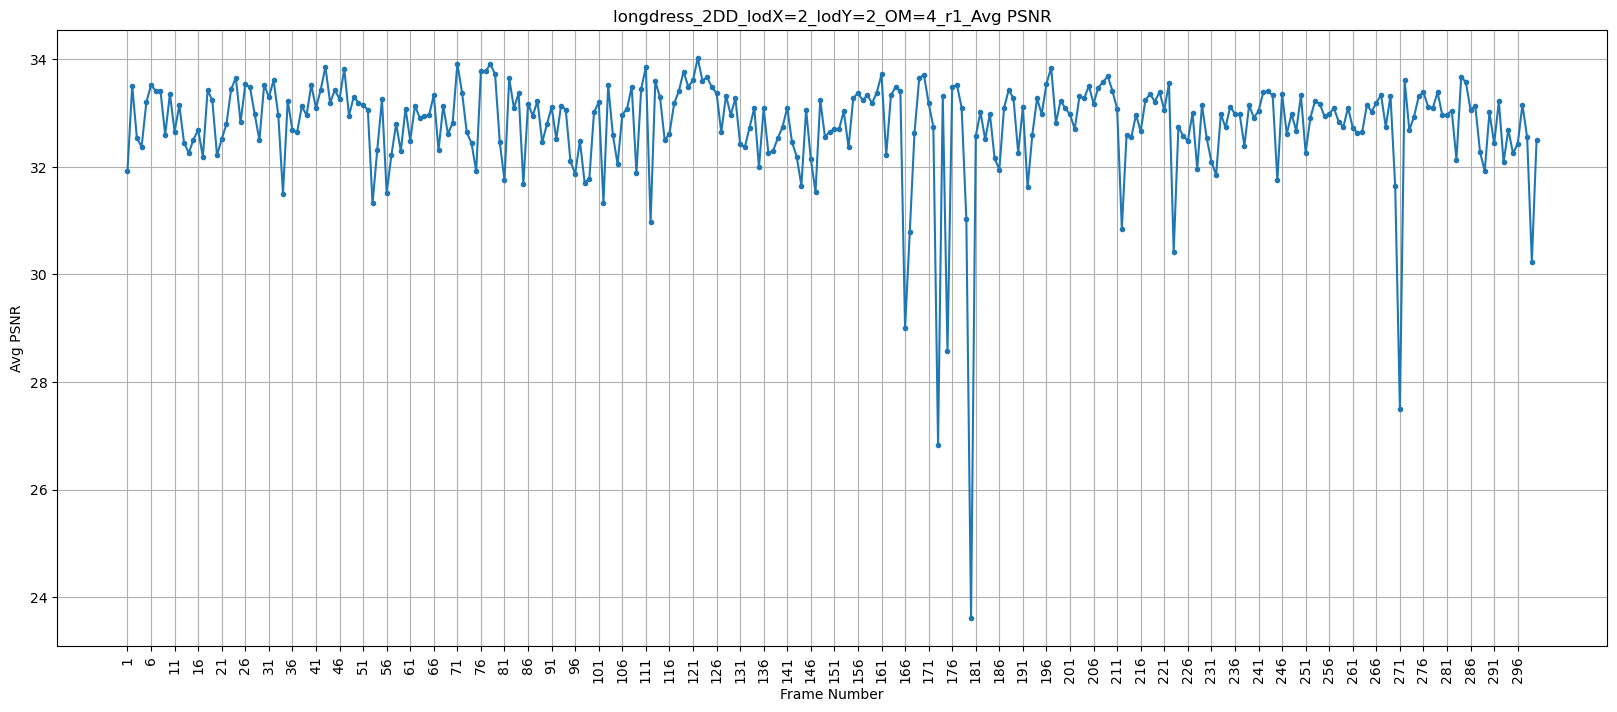 longdress_2DD_lodX=2_lodY=2_OM=4_r1_Avg PSNR
Avg PSNR
34
32
30
28
26
24
1 6 11 16 21 26 31 36 41 46 51 56 61 66 71 76 81 86 91 96 101 106 111 116 121 126 131 136 141 146 151 156 161 166 171 176 181 186 191 196 201 206 211 216 221 226 231 236 241 246 251 256 261 266 271 276 281 286 291 296
Frame Number